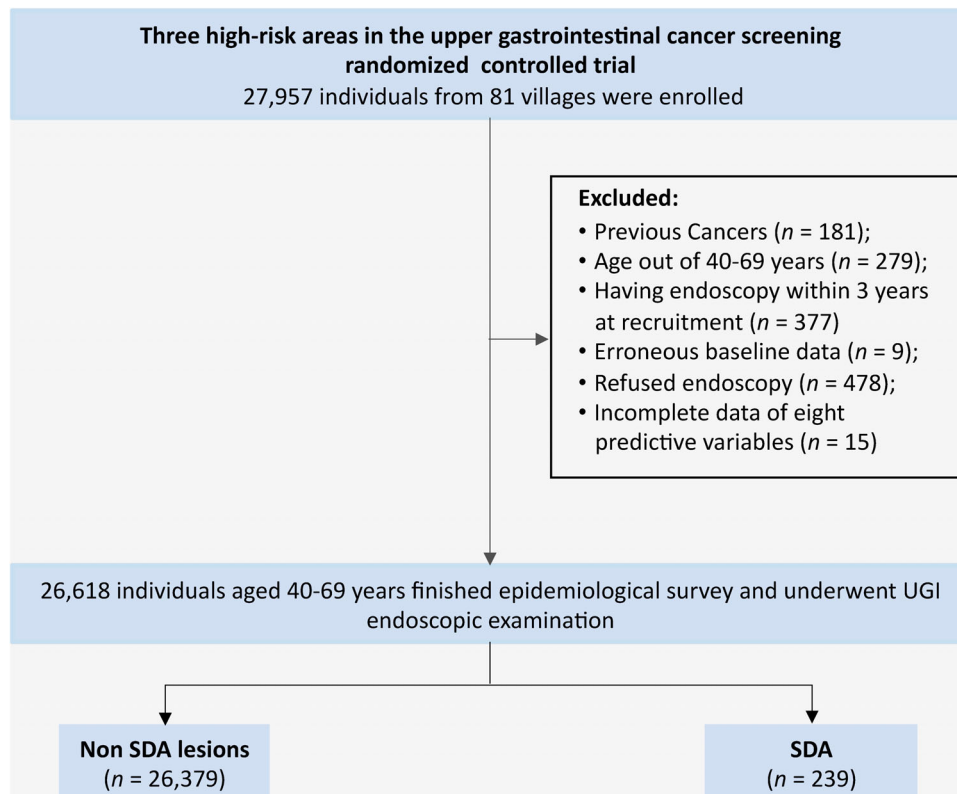 Three high-risk areas in the upper gastrointestinal cancer screening
randomized controlled trial
27,957 individuals from 81 villages were enrolled
Excluded:
• Previous Cancers (n = 181);
• Age out of 40-69 years (n = 279);
• Having endoscopy within 3 years
at recruitment (n = 377)
• Erroneous baseline data (n = 9);
• Refused endoscopy (n = 478);
• Incomplete data of eight
predictive variables (n = 15)
26,618 individuals aged 40-69 years finished epidemiological survey and underwent UGI
endoscopic examination
Non SDA lesions
(n = 26,379)
SDA
(n = 239)